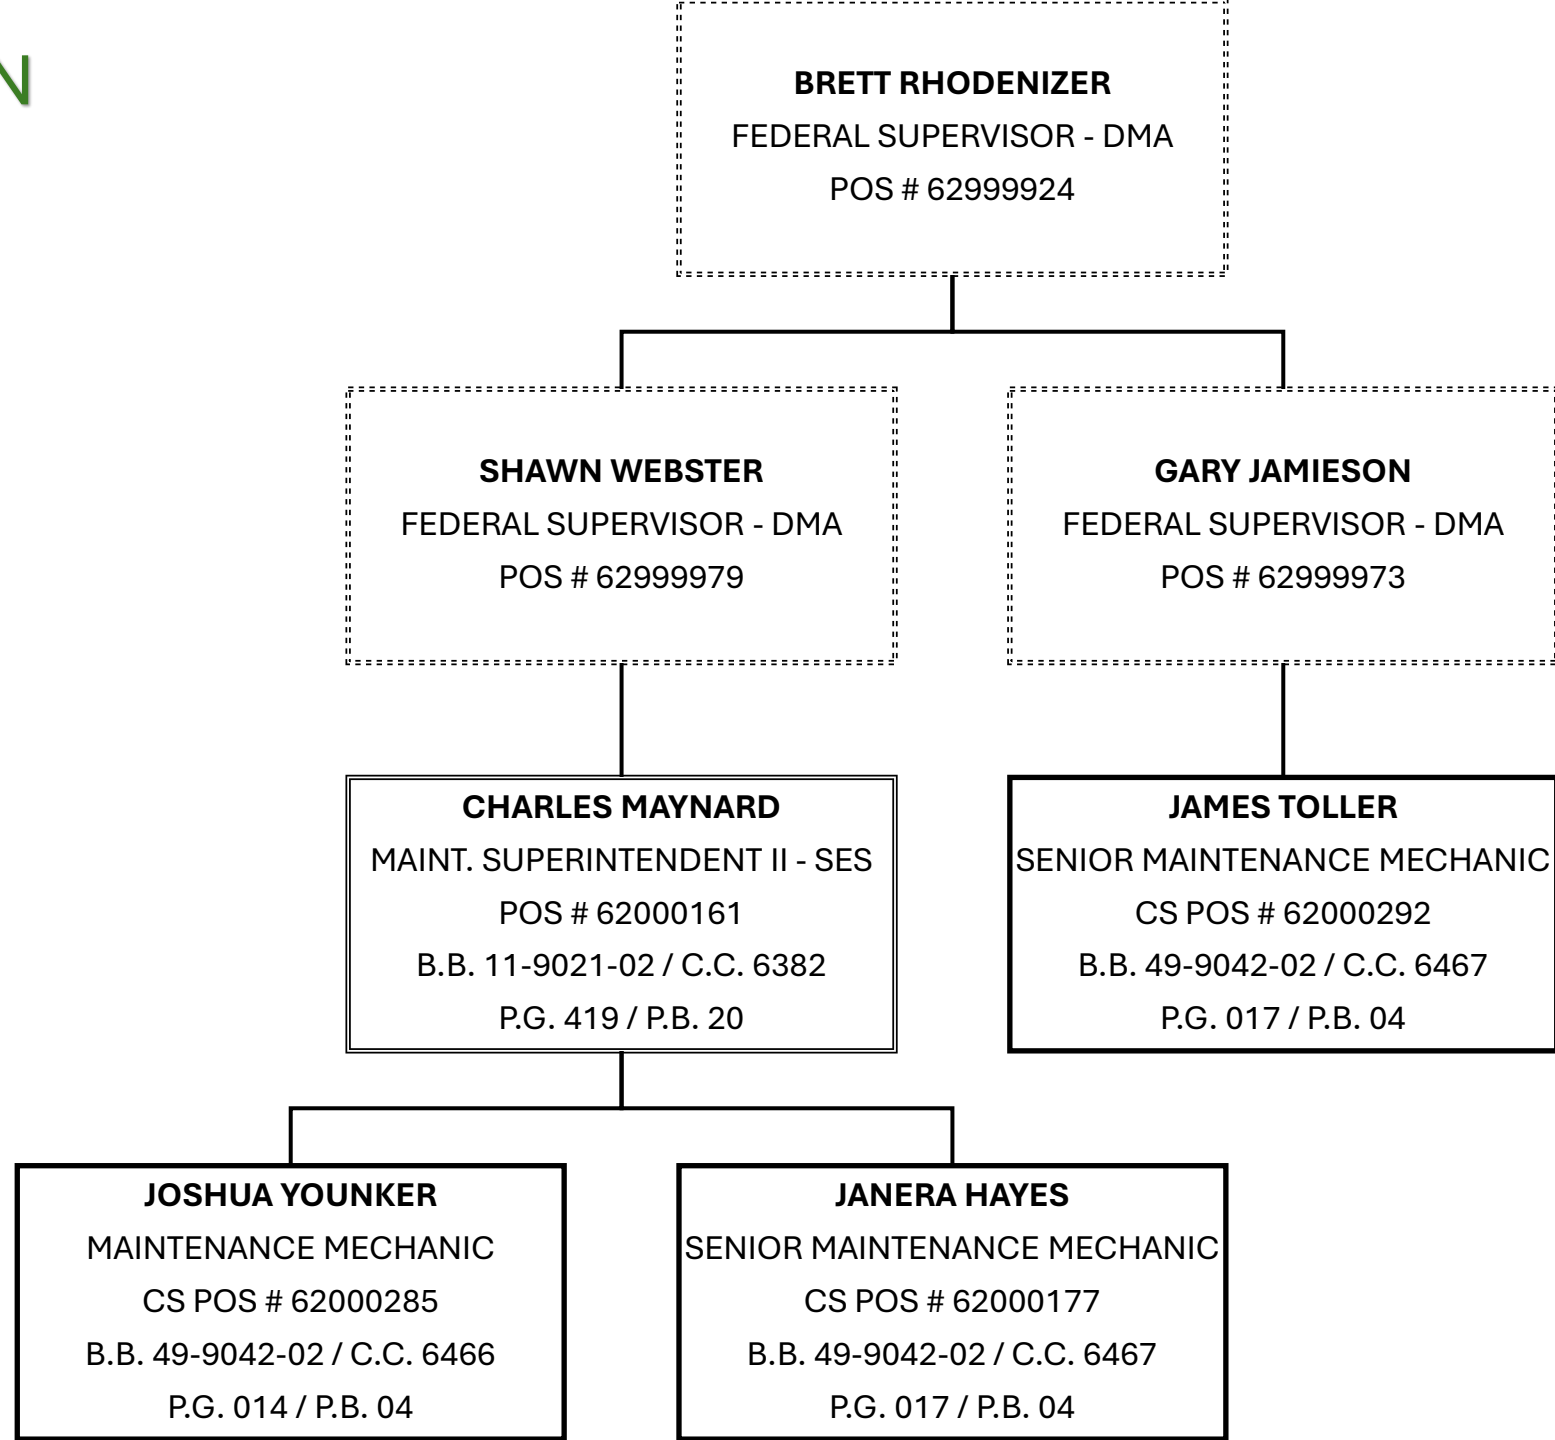 N
BRETT RHODENIZER
FEDERAL SUPERVISOR - DMA
POS # 62999924
SHAWN WEBSTER
FEDERAL SUPERVISOR - DMA
POS # 62999979
GARY JAMIESON
FEDERAL SUPERVISOR - DMA
POS # 62999973
CHARLES MAYNARD
MAINT. SUPERINTENDENT II - SES
POS # 62000161
B.B. 11-9021-02 / C.C. 6382
P.G. 419 / P.B. 20
JAMES TOLLER
SENIOR MAINTENANCE MECHANIC
CS POS # 62000292
B.B. 49-9042-02 / C.C. 6467
P.G. 017 / P.B. 04
JOSHUA YOUNKER
MAINTENANCE MECHANIC
CS POS # 62000285
B.B. 49-9042-02 / C.C. 6466
P.G. 014 / P.B. 04
JANERA HAYES
SENIOR MAINTENANCE MECHANIC
CS POS # 62000177
B.B. 49-9042-02 / C.C. 6467
P.G. 017 / P.B. 04